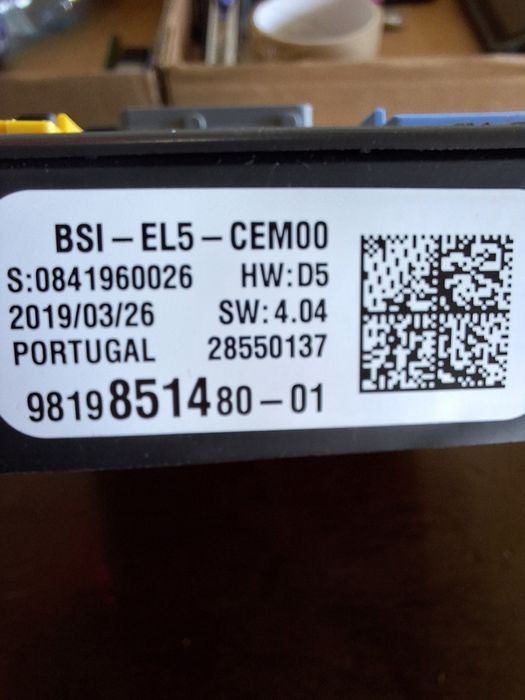 BSI-EL5-CEM00
S:0841960026 HW:D5
2019/03/26 SW:4.04
PORTUGAL 28550137
9819851480-01